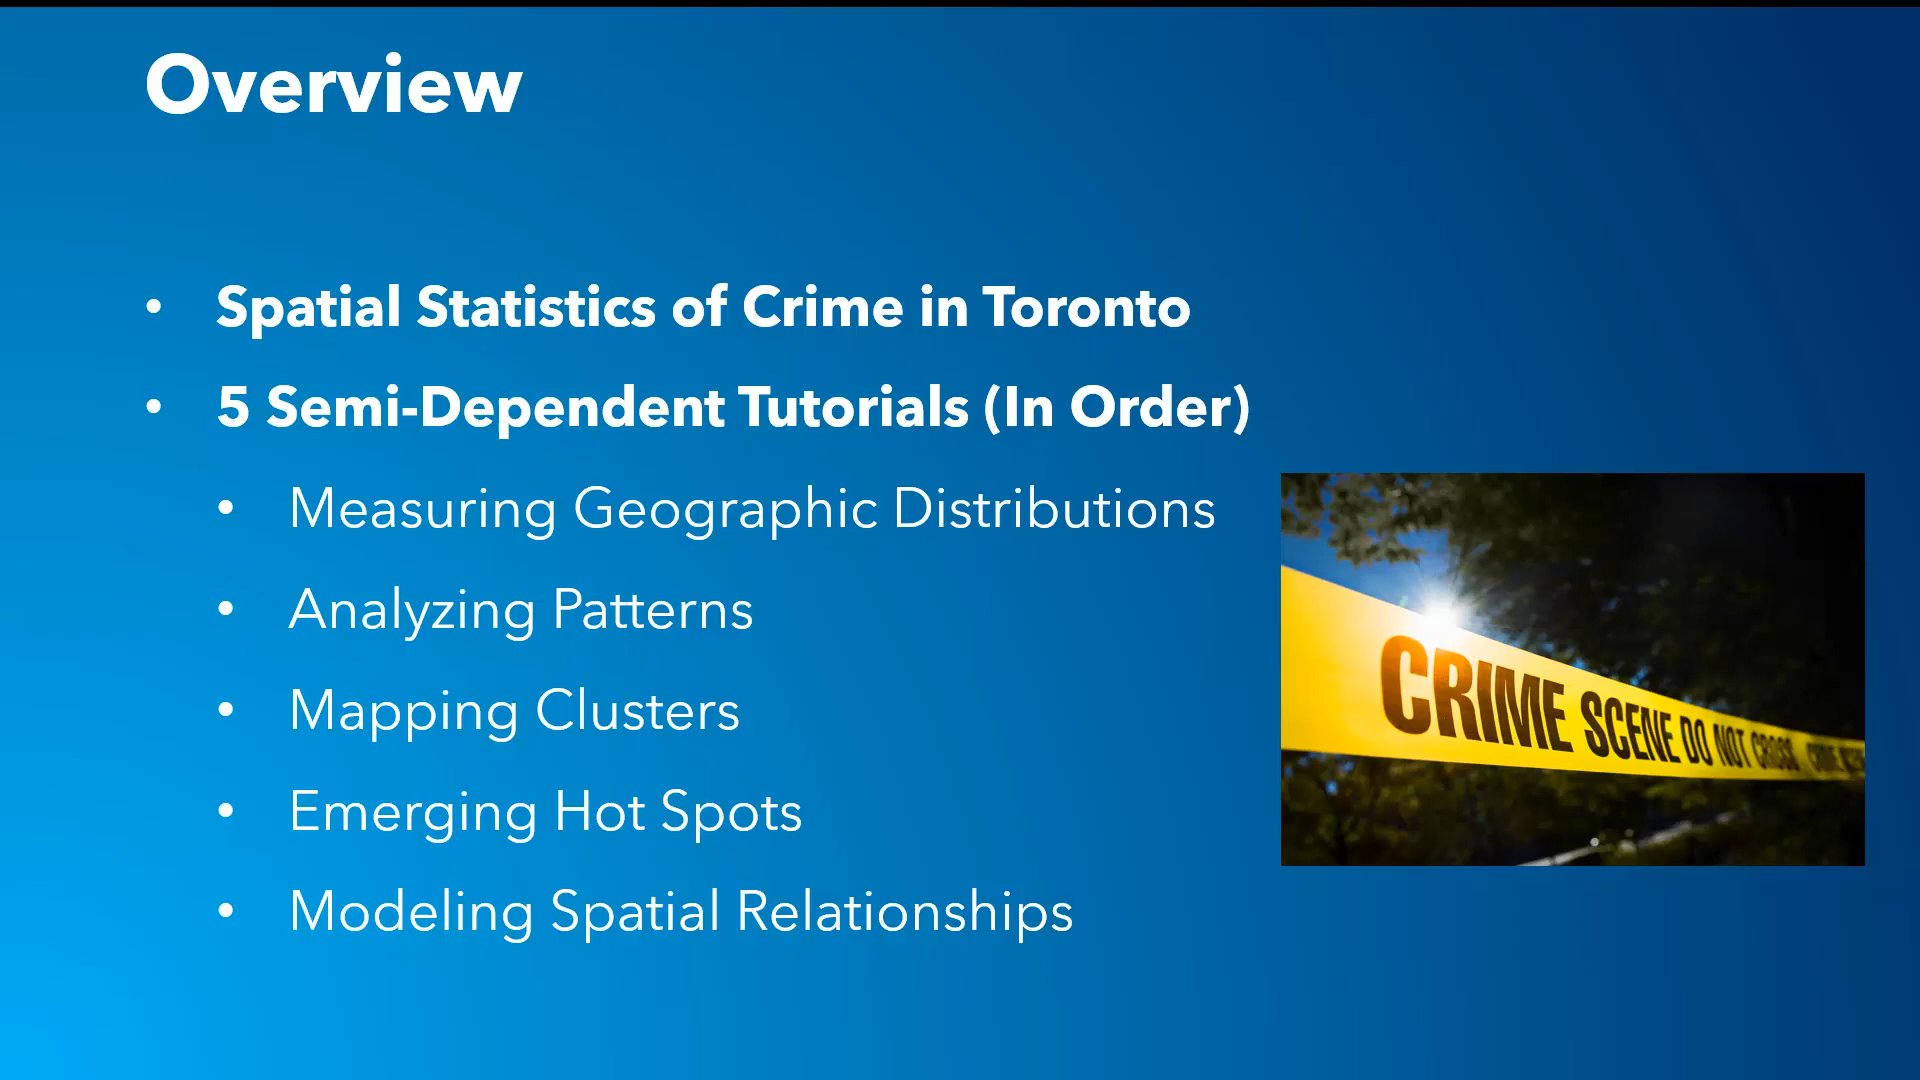 Overview
• Spatial Statistics of Crime in Toronto
• 5 Semi-Dependent Tutorials (In Order)
• Measuring Geographic Distributions
• Analyzing Patterns
• Mapping Clusters
• Emerging Hot Spots
• Modeling Spatial Relationships
CRIME SCENE DO NOT CROSS CRIME